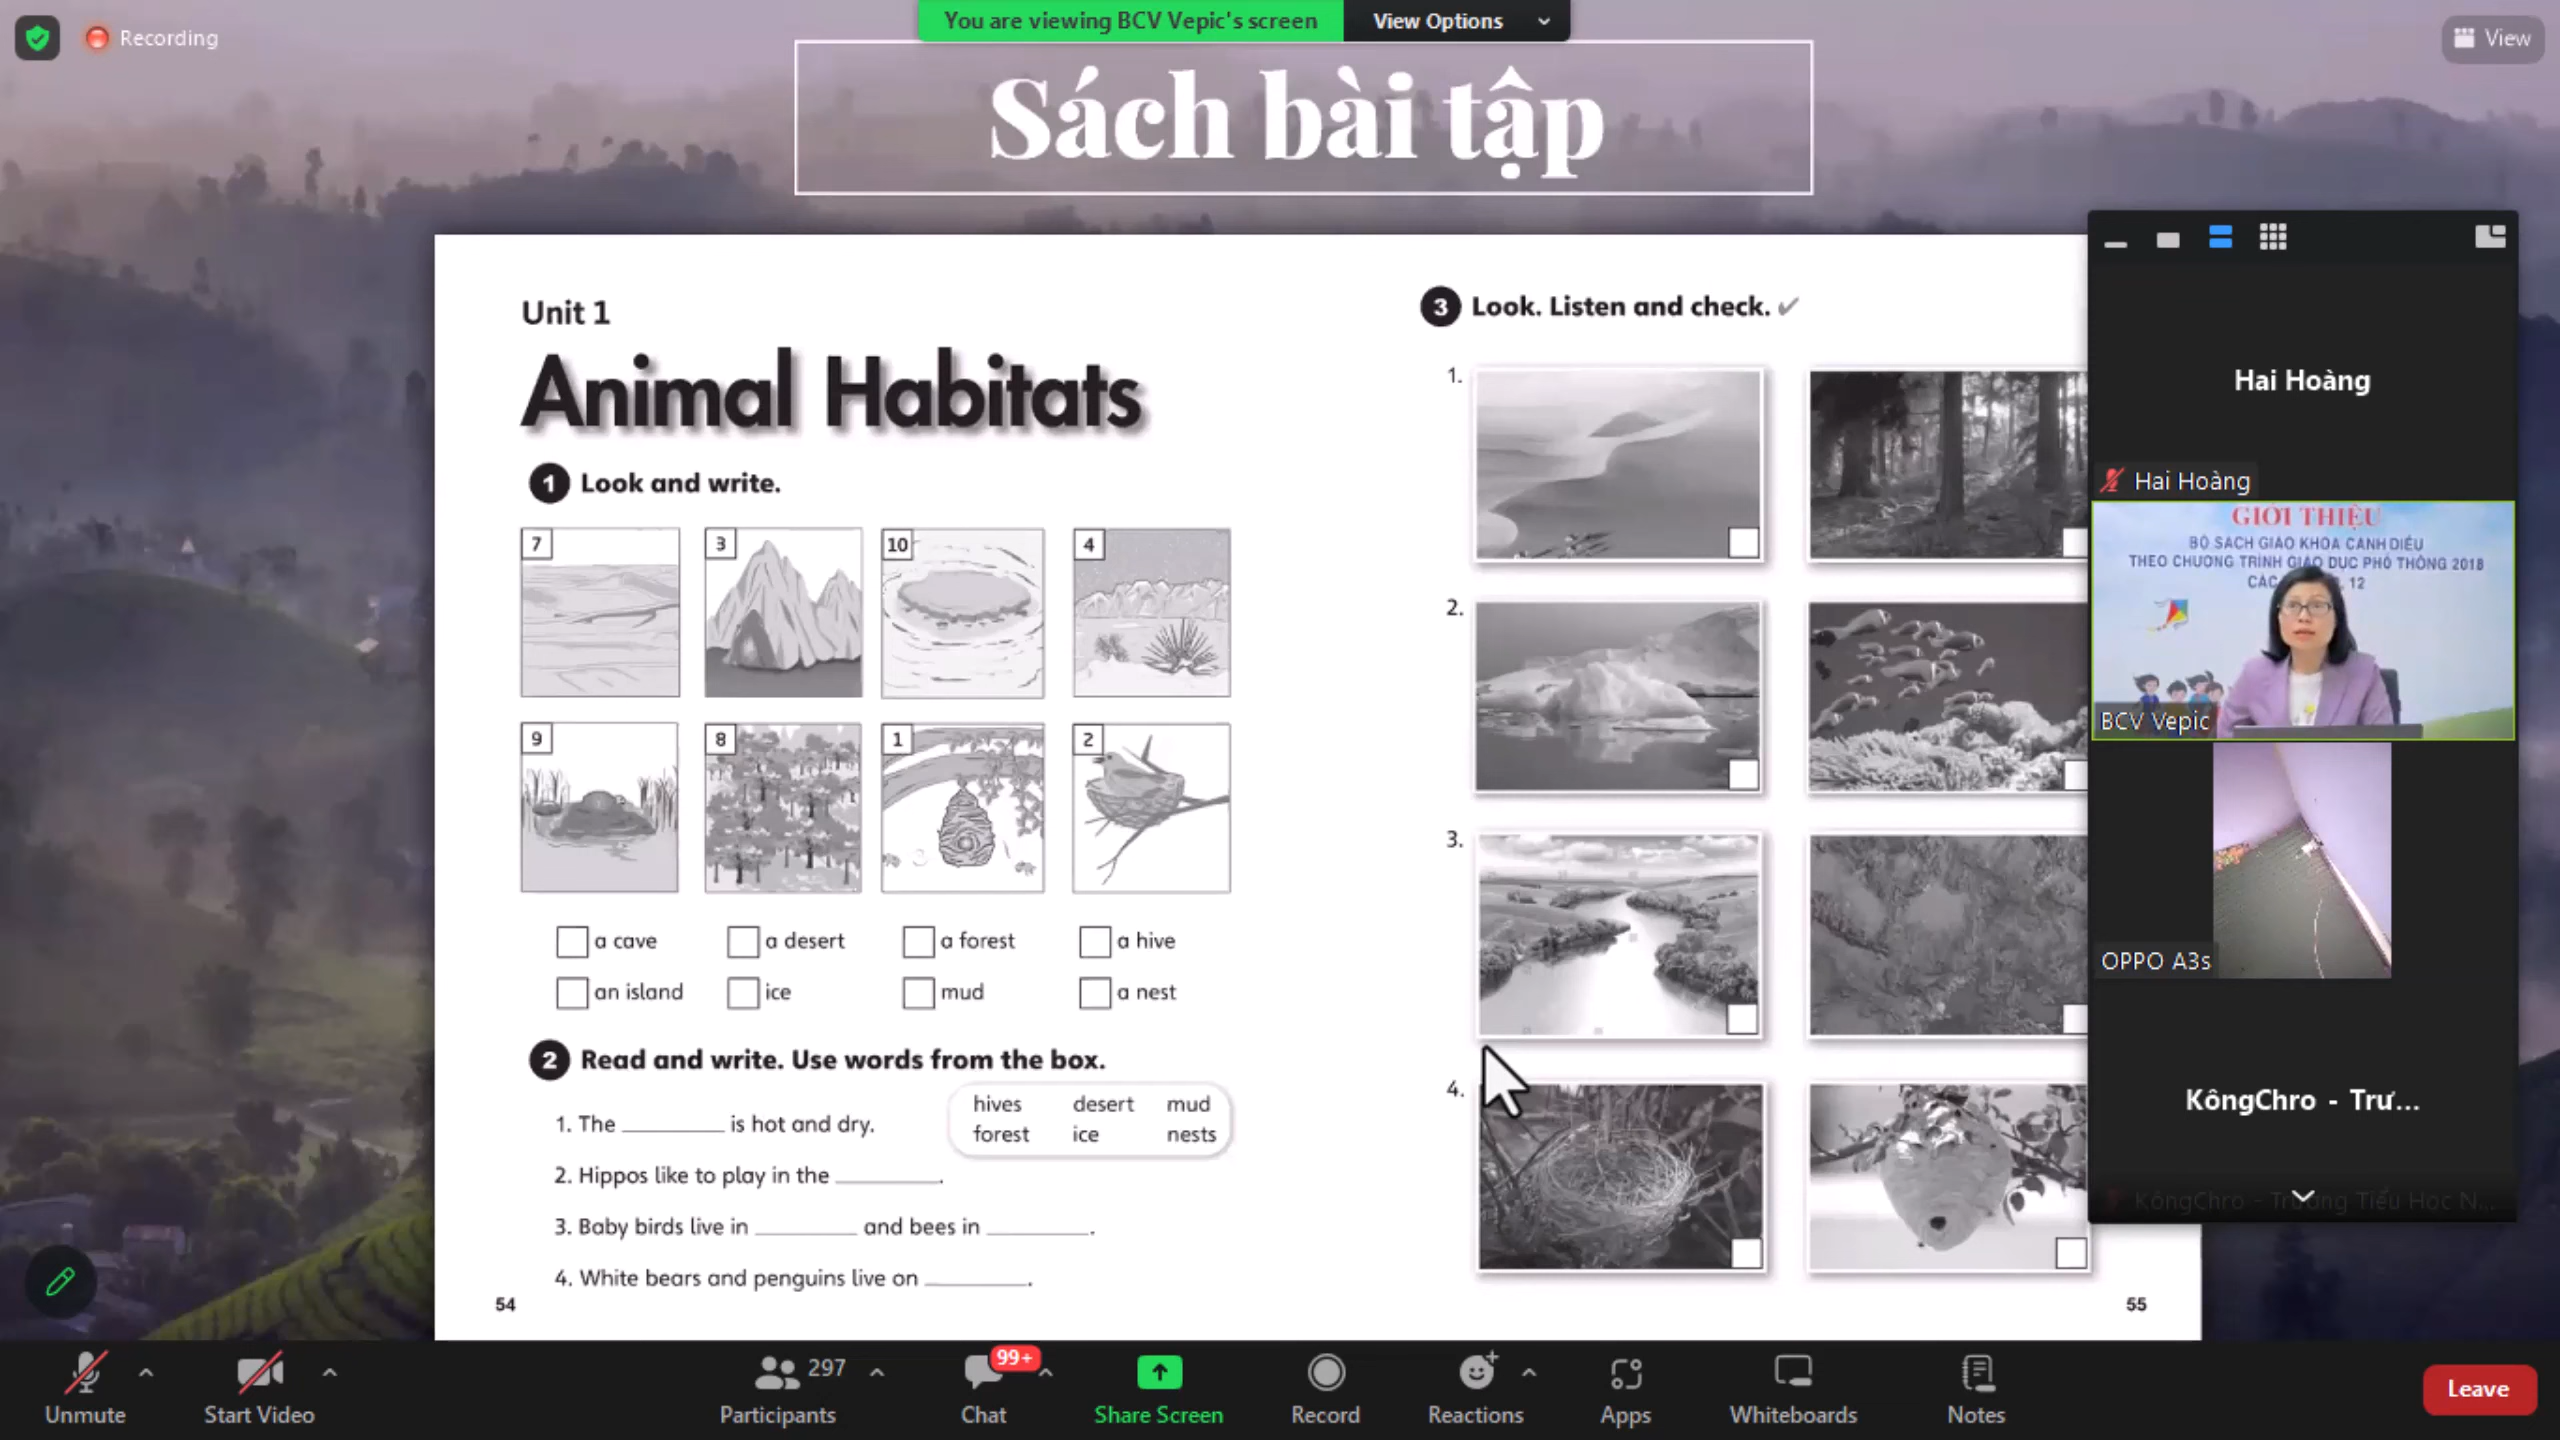 Recording
You are viewing BCV Vepic's screen
View Options
View
Sách bài tập
Unit 1
Animal Habitats
1 Look and write.
7
3
10
4
9
8
1
2
a cave
a desert
a forest
a hive
an island
ice
mud
a nest
2 Read and write. Use words from the box.
hives desert mud
forest ice nests
1. The ________ is hot and dry.
2. Hippos like to play in the ________.
3. Baby birds live in ________ and bees in ________.
4. White bears and penguins live on ________.
54
3 Look. Listen and check. ✓
1.
2.
3.
4.
55
Hai Hoàng
Hai Hoàng
GIỚI THIỆU
BỘ SÁCH GIÁO KHOA CÁNH DIỀU
THEO CHƯƠNG TRÌNH GIÁO DỤC PHỔ THÔNG 2018
12
BCV Vepic
OPPO A3s
KôngChro - Trư...
KôngChro - Trường Tiểu Học N...
Unmute
Start Video
297
Participants
99+
Chat
Share Screen
Record
Reactions
Apps
Whiteboards
Notes
Leave